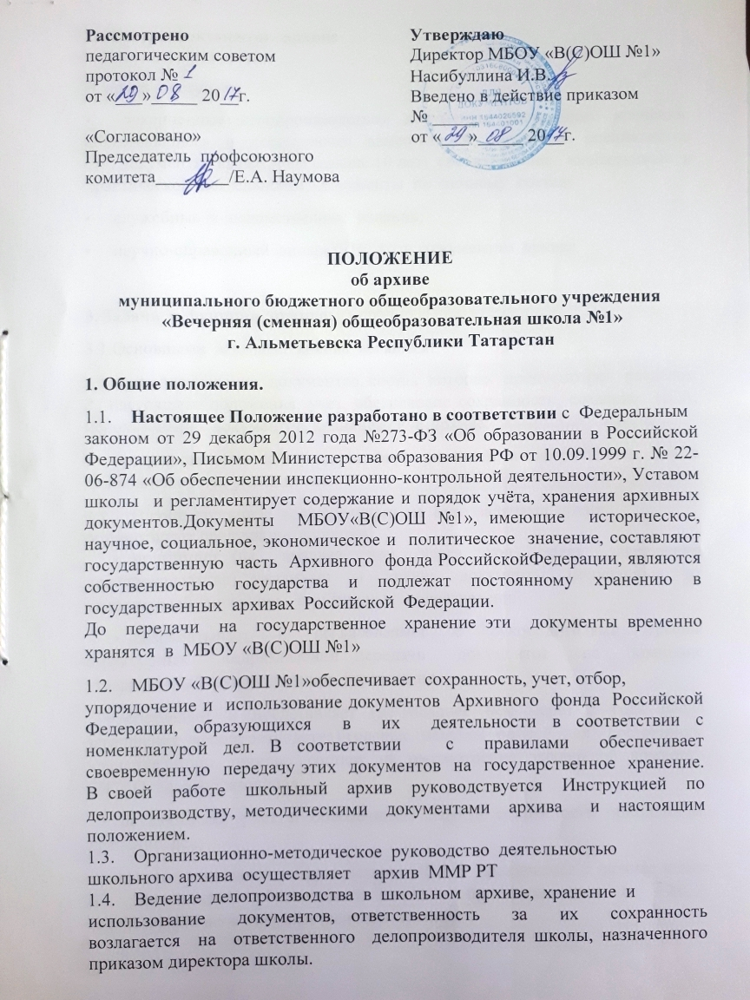 Рассмотрено
педагогическим советом
протокол № 1
от «29» 08 2017г.
«Согласовано»
Председатель профсоюзного
комитета________/Е.А. Наумова
Утверждаю
Директор МБОУ «В(С)ОШ №1»
Насибуллина И.В.
Введено в действие приказом
№ _____
от «29» 08 2017г.
ДЛЯ
ДОКУМЕНТОВ
ПОЛОЖЕНИЕ
об архиве
муниципального бюджетного общеобразовательного учреждения
«Вечерняя (сменная) общеобразовательная школа №1»
г. Альметьевска Республики Татарстан
1. Общие положения.
1.1. Настоящее Положение разработано в соответствии с Федеральным
законом от 29 декабря 2012 года №273-ФЗ «Об образовании в Российской
Федерации», Письмом Министерства образования РФ от 10.09.1999 г. № 22-
06-874 «Об обеспечении инспекционно-контрольной деятельности», Уставом
школы и регламентирует содержание и порядок учёта, хранения архивных
документов.Документы МБОУ«В(С)ОШ №1», имеющие историческое,
научное, социальное, экономическое и политическое значение, составляют
государственную часть Архивного фонда РоссийскойФедерации, являются
собственностью государства и подлежат постоянному хранению в
государственных архивах Российской Федерации.
До передачи на государственное хранение эти документы временно
хранятся в МБОУ «В(С)ОШ №1»
1.2. МБОУ «В(С)ОШ №1»обеспечивает сохранность, учет, отбор,
упорядочение и использование документов Архивного фонда Российской
Федерации, образующихся в их деятельности в соответствии с
номенклатурой дел. В соответствии с правилами обеспечивает
своевременную передачу этих документов на государственное хранение.
В своей работе школьный архив руководствуется Инструкцией по
делопроизводству, методическими документами архива и настоящим
положением.
1.3. Организационно-методическое руководство деятельностью
школьного архива осуществляет архив ММР РТ
1.4. Ведение делопроизводства в школьном архиве, хранение и
использование документов, ответственность за их сохранность
возлагается на ответственного делопроизводителя школы, назначенного
приказом директора школы.